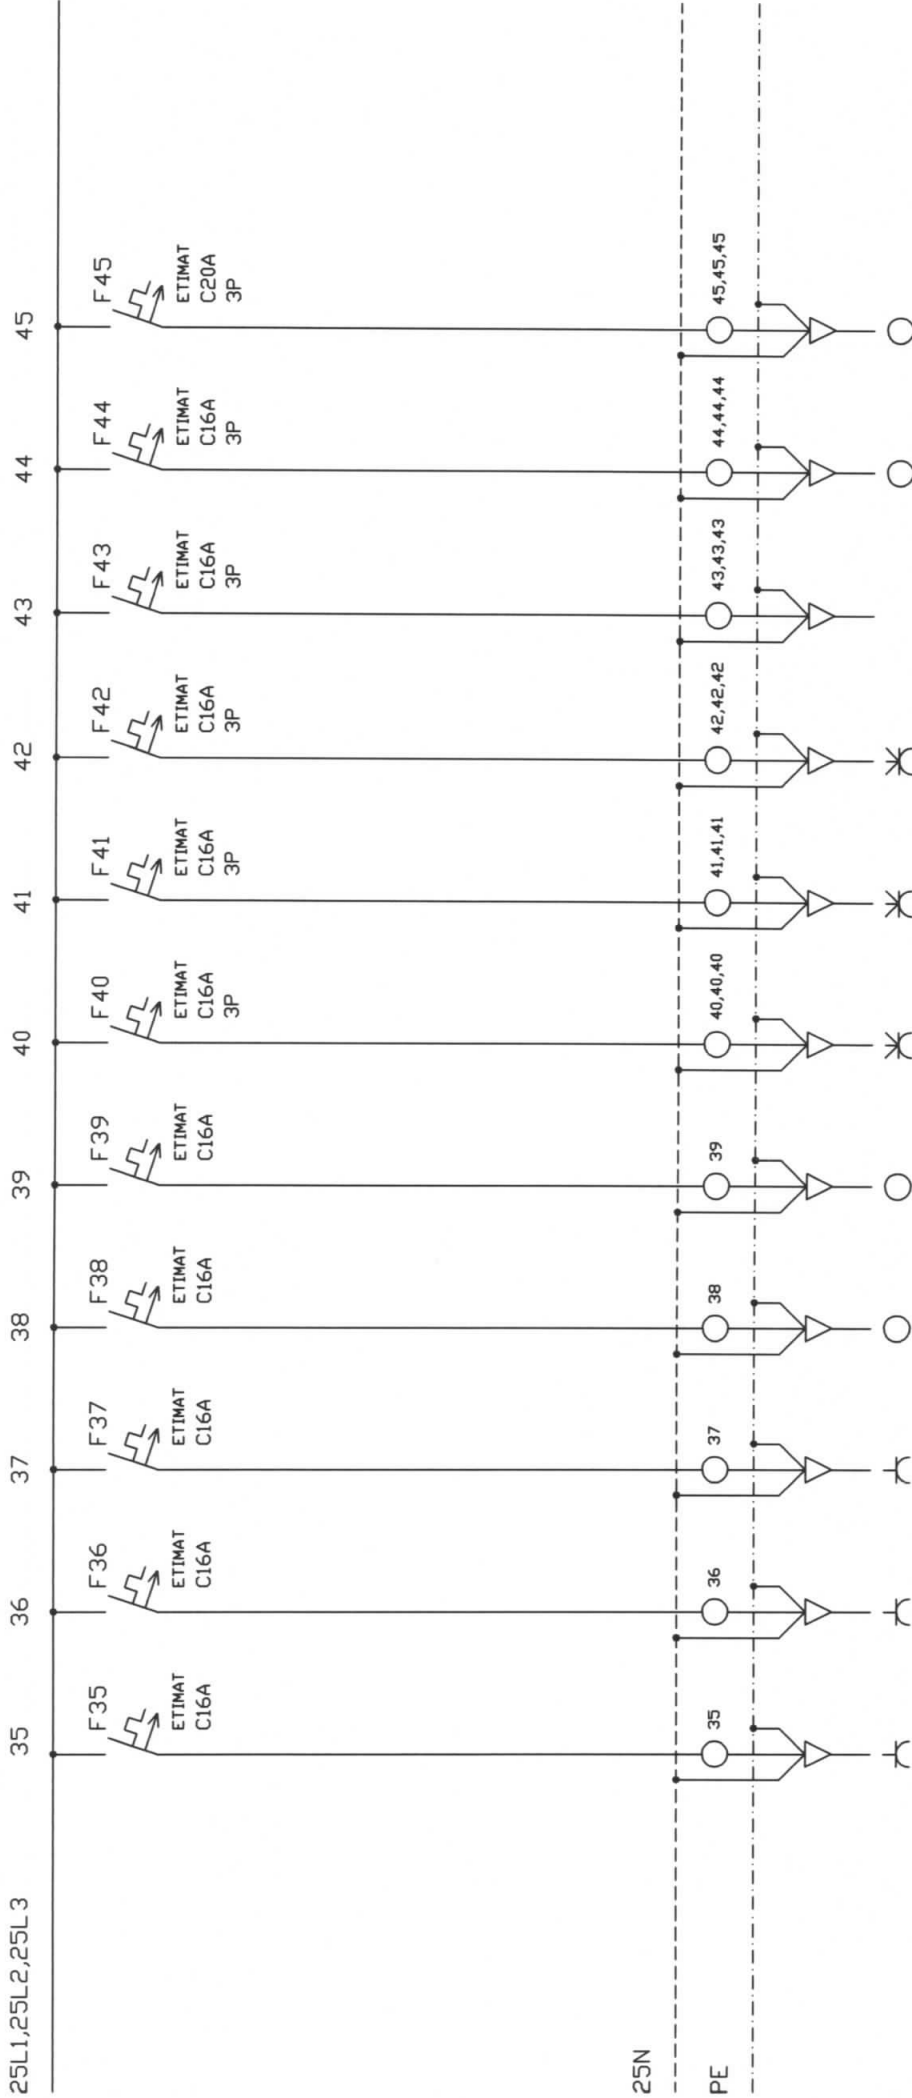 25L1,25L2,25L3
35
36
37
38
39
40
41
42
43
44
45
F35
ETIMAT
C16A
F36
ETIMAT
C16A
F37
ETIMAT
C16A
F38
ETIMAT
C16A
F39
ETIMAT
C16A
F40
ETIMAT
C16A
3P
F41
ETIMAT
C16A
3P
F42
ETIMAT
C16A
3P
F43
ETIMAT
C16A
3P
F44
ETIMAT
C16A
3P
F45
ETIMAT
C20A
3P
25N
PE
35
36
37
38
39
40,40,40
41,41,41
42,42,42
43,43,43
44,44,44
45,45,45